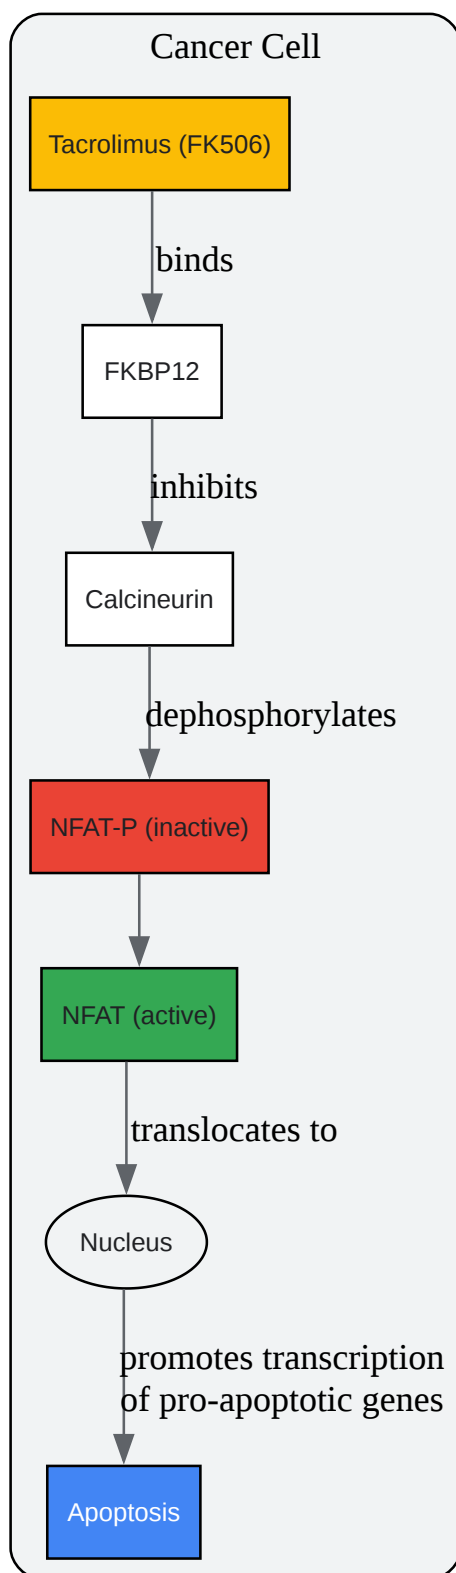 Cancer Cell
Tacrolimus (FK506)
binds
FKBP12
inhibits
Calcineurin
dephosphorylates
NFAT-P (inactive)
NFAT (active)
translocates to
Nucleus
promotes transcription
of pro-apoptotic genes
Apoptosis